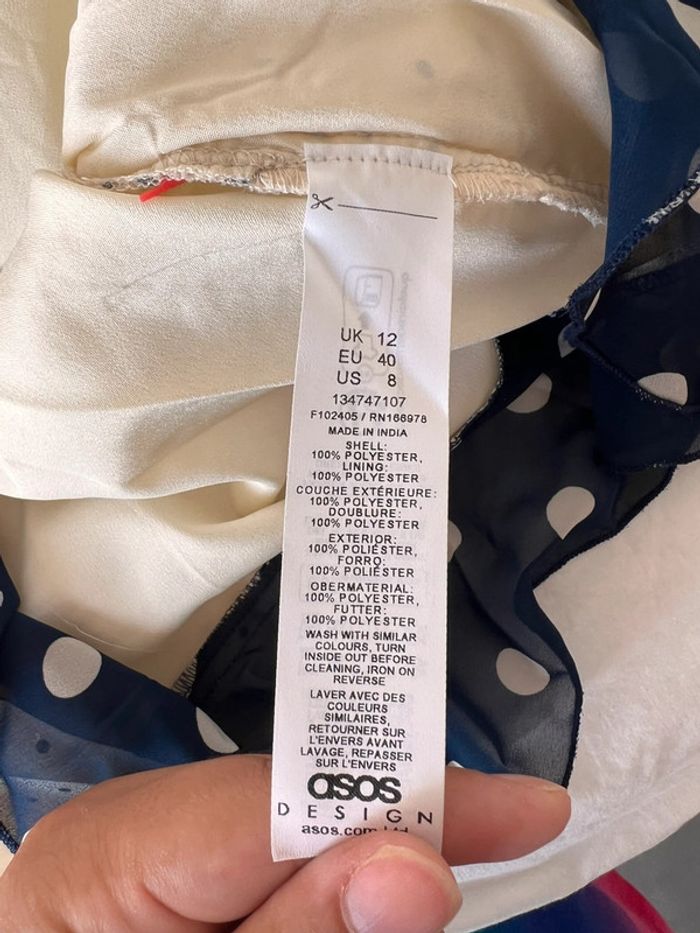 UK 12
EU 40
US 8
134747107
F102405 / RN166978
MADE IN INDIA
SHELL:
100% POLYESTER,
LINING:
100% POLYESTER
COUCHE EXTÉRIEURE:
100% POLYESTER,
DOUBLURE:
100% POLYESTER
EXTERIOR:
100% POLIÉSTER,
FORRO:
100% POLIÉSTER
OBERMATERIAL:
100% POLYESTER,
FUTTER:
100% POLYESTER
WASH WITH SIMILAR
COLOURS, TURN
INSIDE OUT BEFORE
CLEANING, IRON ON
REVERSE
LAVER AVEC DES
COULEURS
SIMILAIRES,
RETOURNER SUR
L'ENVERS AVANT
LAVAGE, REPASSER
SUR L'ENVERS
asos
DESIGN
asos.com